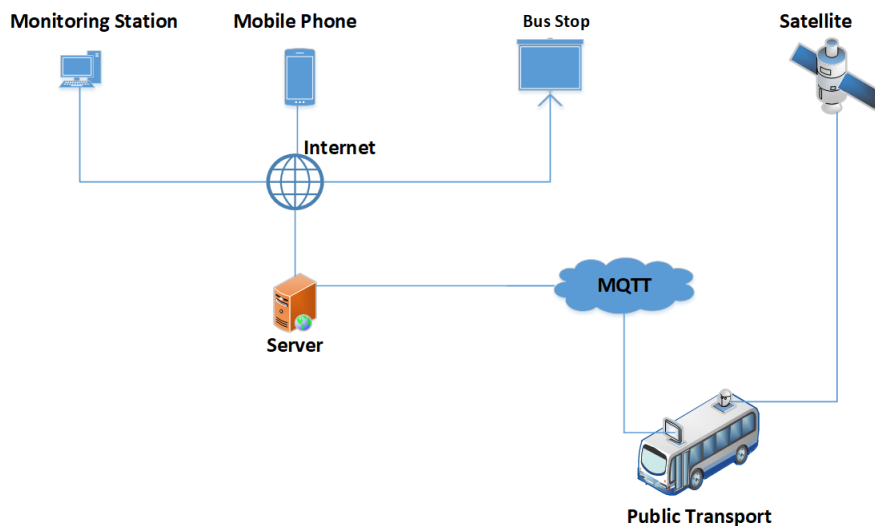 Monitoring Station
Mobile Phone
Bus Stop
Satellite
Internet
MQTT
Server
Public Transport